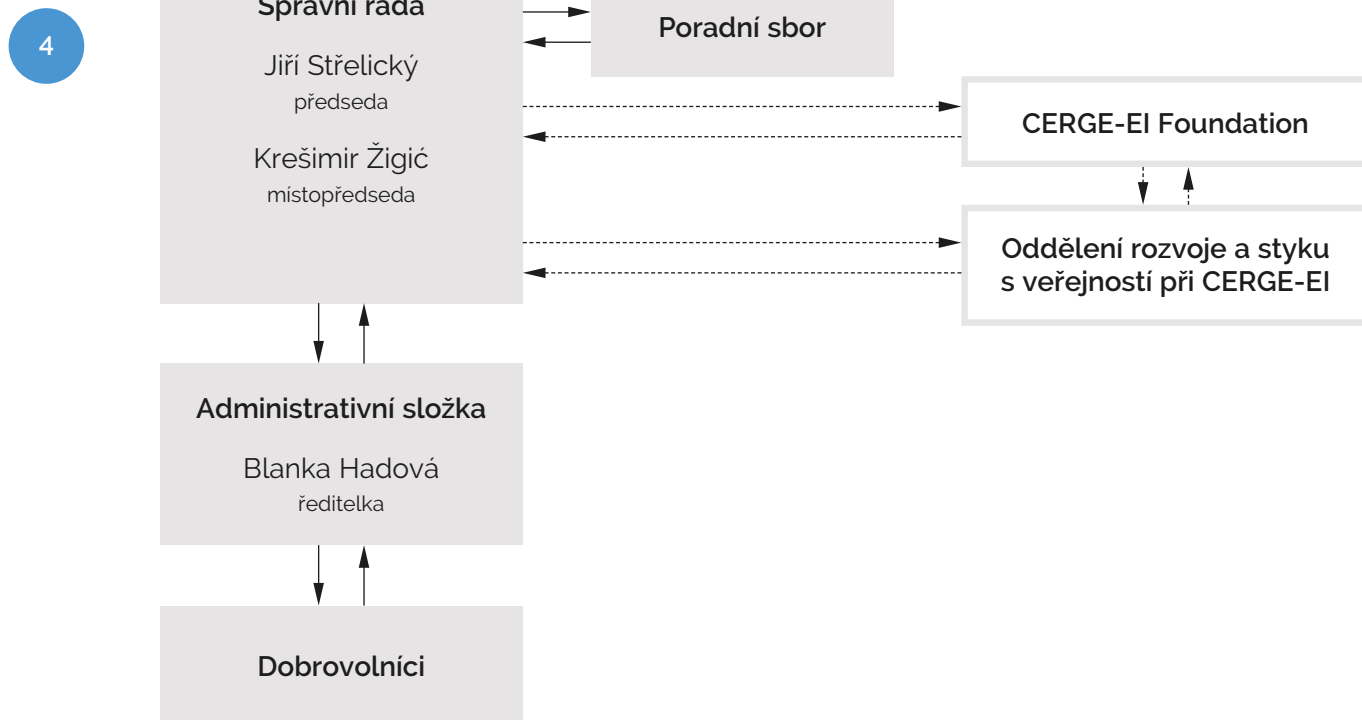 4
Správní rada
Jiří Střelický
předseda
Krešimir Žigić
místopředseda
Poradní sbor
CERGE-EI Foundation
Oddělení rozvoje a styku
s veřejností při CERGE-EI
Administrativní složka
Blanka Hadová
ředitelka
Dobrovolníci